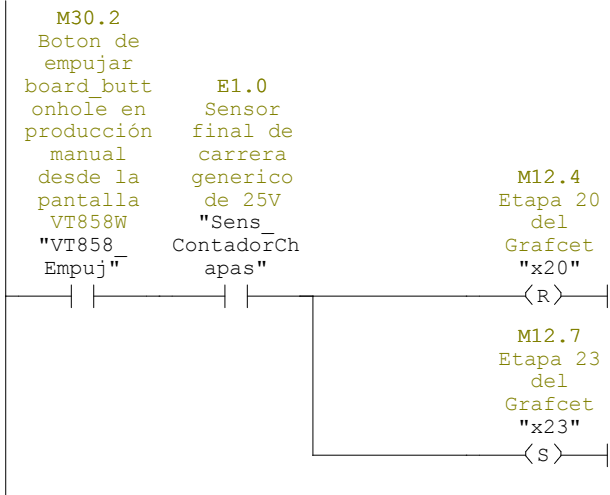 M30.2
Boton de
empujar
board_butt
onhole en
producción
manual
desde la
pantalla
VT858W
"VT858_
Empuj"
E1.0
Sensor
final de
carrera
generico
de 25V
"Sens_
ContadorCh
apas"
M12.4
Etapa 20
del
Grafcet
"x20"
R
M12.7
Etapa 23
del
Grafcet
"x23"
S